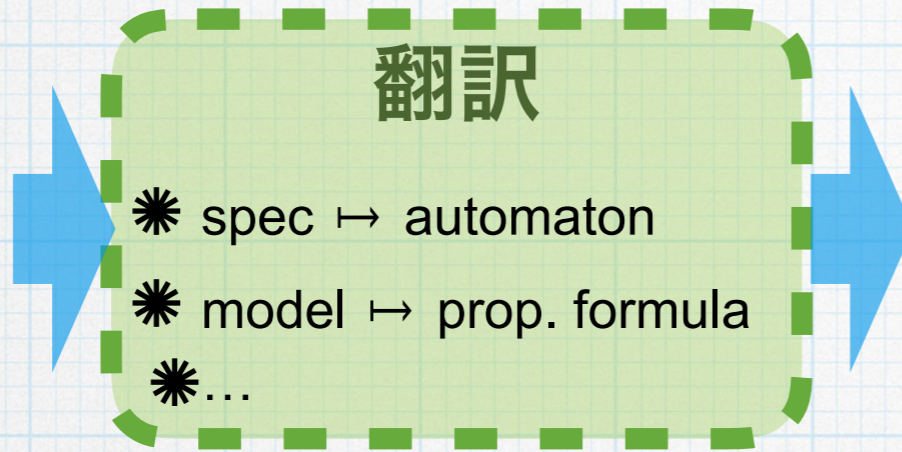 翻訳
✺ spec ↦ automaton
✺ model ↦ prop. formula
✺…